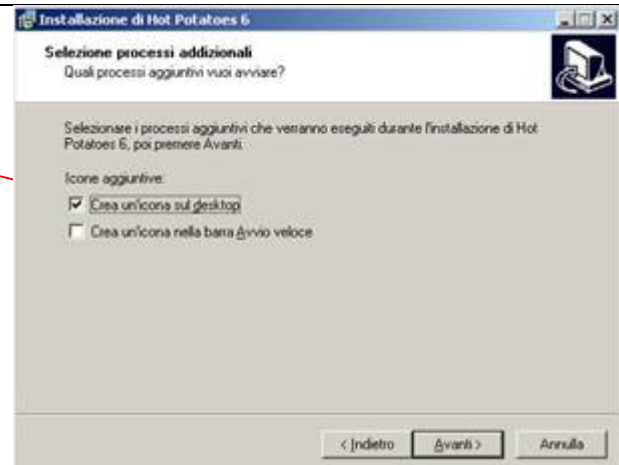 Installazione di Hot Potatoes 6
Selezione processi addizionali
Quali processi aggiuntivi vuoi avviare?
Selezionare i processi aggiuntivi che verranno eseguiti durante l'installazione di Hot
Potatoes 6, poi premere Avanti.
Icone aggiuntive:
Crea un'icona sul desktop
Crea un'icona nella barra Avvio veloce
< Indietro
Avanti >
Annulla